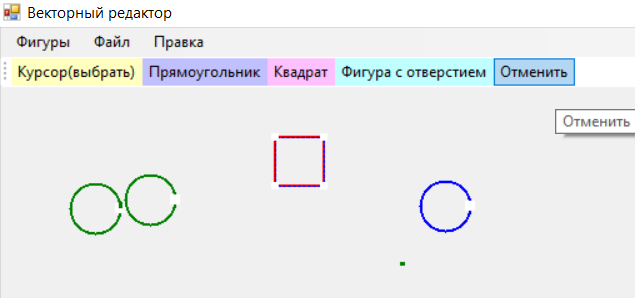 Векторный редактор
Фигуры Файл Правка
Курсор(выбрать) Прямоугольник Квадрат Фигура с отверстием Отменить
Отменить